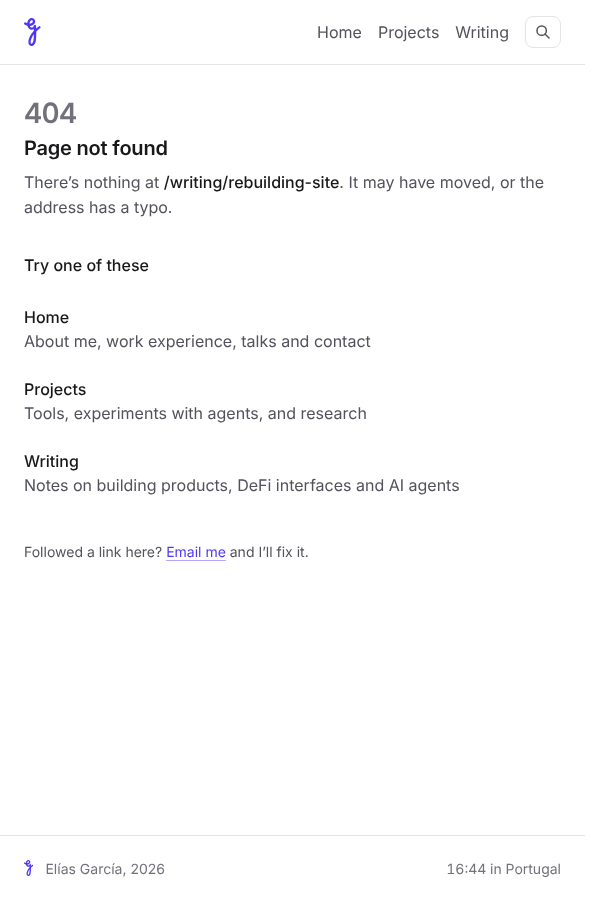 Home Projects Writing
404
Page not found
There’s nothing at /writing/rebuilding-site. It may have moved, or the
address has a typo.
Try one of these
Home
About me, work experience, talks and contact
Projects
Tools, experiments with agents, and research
Writing
Notes on building products, DeFi interfaces and AI agents
Followed a link here? Email me and I’ll fix it.
Elías García, 2026
16:44 in Portugal